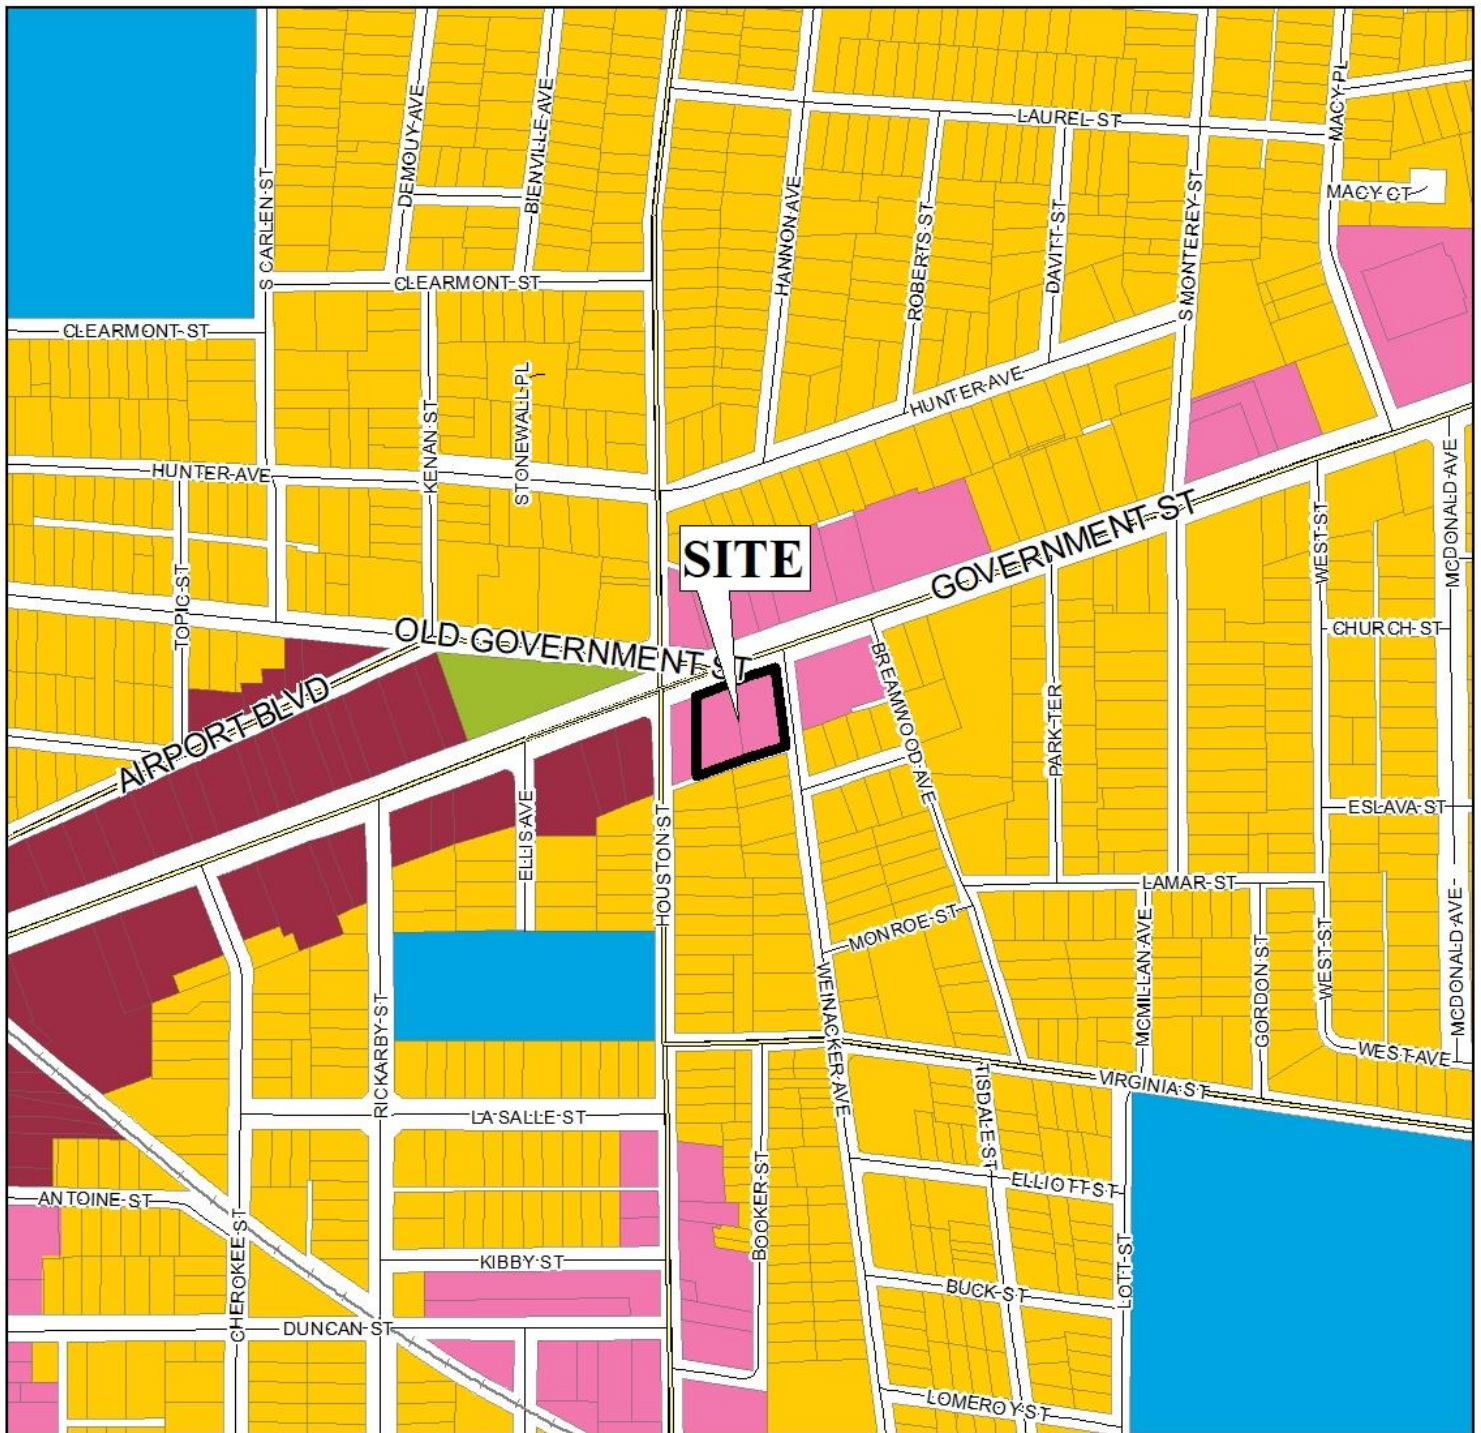 LAUREL ST
MACY PL
DEMOUY AVE
BIENVILLE AVE
S CARLEN ST
HANNON AVE
ROBERTS ST
DAVITT ST
S MONTEREY ST
MACY CT
CLEARMONT ST
CLEARMONT ST
KENAN ST
STONEWALL PL
HUNTER AVE
HUNTER AVE
GOVERNMENT ST
WEST ST
MCDONALD AVE
SITE
TOPIC ST
OLD GOVERNMENT ST
CHURCH ST
AIRPORT BLVD
BREAMWOOD AVE
PARK TER
ELLIS AVE
HOUSTON ST
ESLAVA ST
LAMAR ST
MONROE ST
MCMILLAN AVE
GORDON ST
WEST ST
MCDONALD AVE
RICKARBY ST
WEINACKER AVE
WEST AVE
VIRGINIA ST
LA SALLE ST
TISDALE ST
ELLIOTT ST
ANTOINE ST
CHEROKEE ST
BOOKER ST
KIBBY ST
BUCK ST
LOTT ST
DUNCAN ST
LOMEROY ST